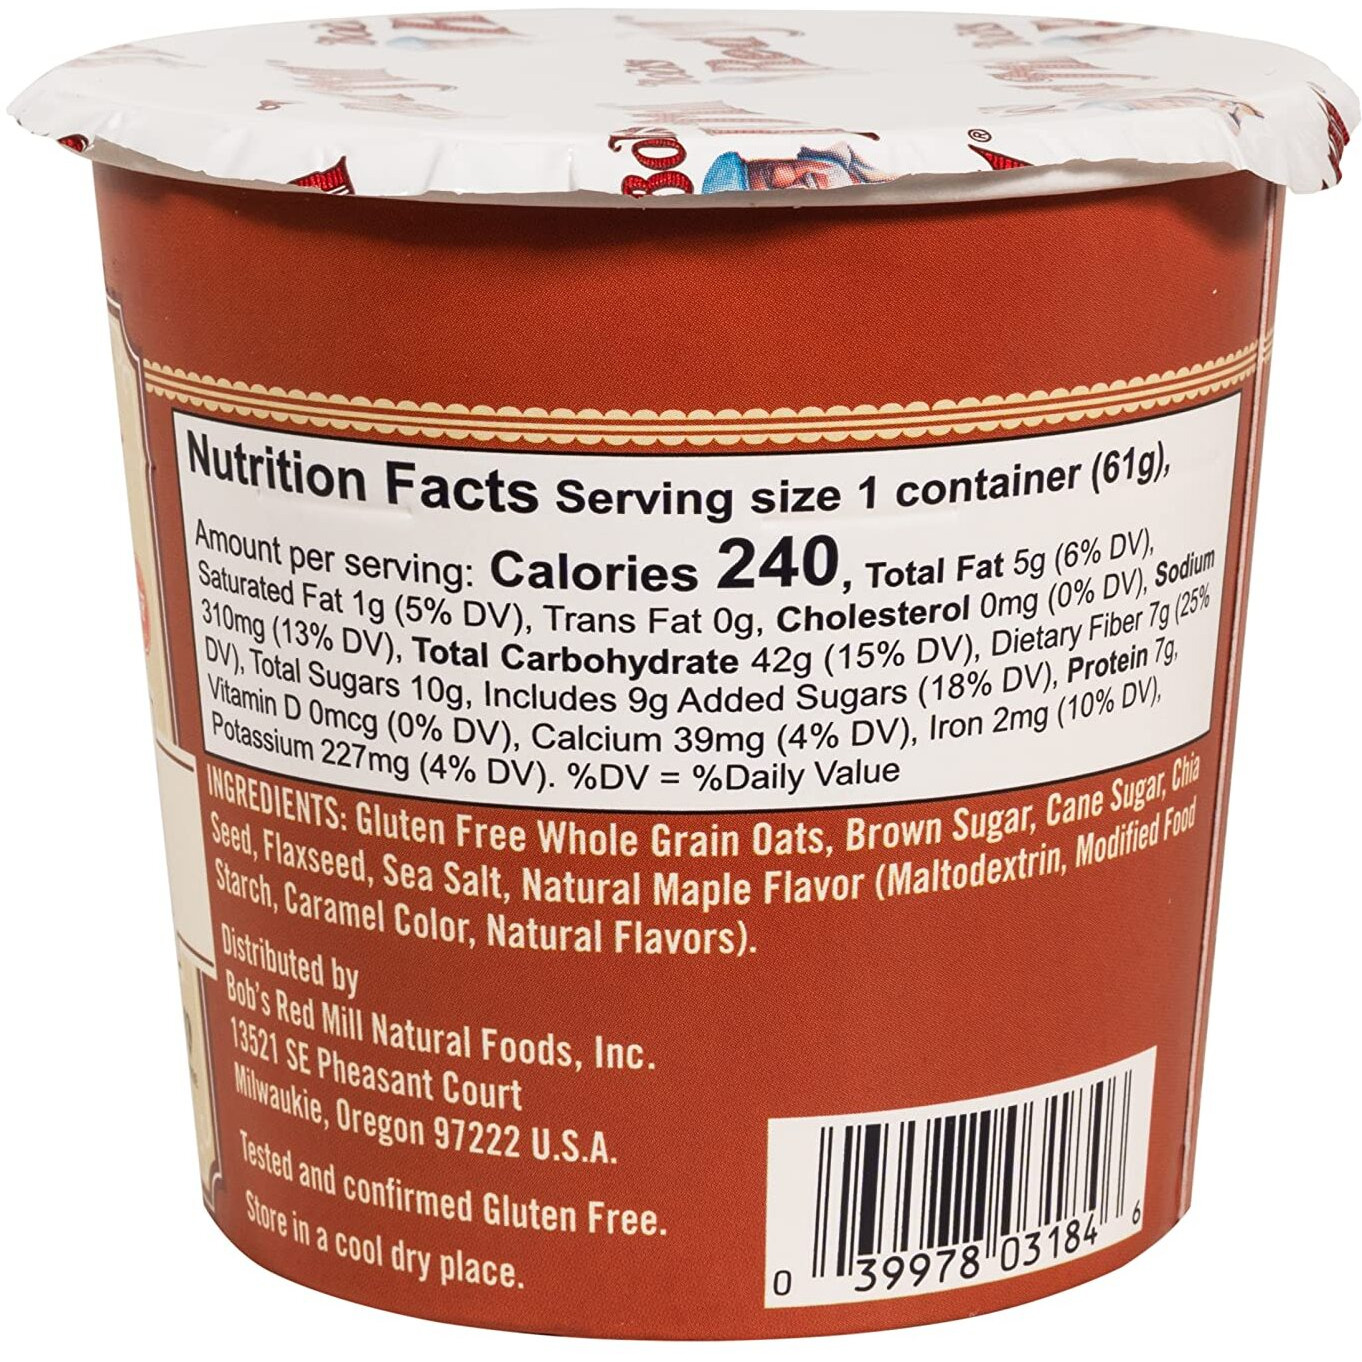 BOB'S
Red
Mill
®
Nutrition Facts Serving size 1 container (61g),
Amount per serving: Calories 240, Total Fat 5g (6% DV),
Saturated Fat 1g (5% DV), Trans Fat 0g, Cholesterol 0mg (0% DV), Sodium
310mg (13% DV), Total Carbohydrate 42g (15% DV), Dietary Fiber 7g (25%
DV), Total Sugars 10g, Includes 9g Added Sugars (18% DV), Protein 7g,
Vitamin D 0mcg (0% DV), Calcium 39mg (4% DV), Iron 2mg (10% DV),
Potassium 227mg (4% DV). %DV = %Daily Value
INGREDIENTS: Gluten Free Whole Grain Oats, Brown Sugar, Cane Sugar, Chia
Seed, Flaxseed, Sea Salt, Natural Maple Flavor (Maltodextrin, Modified Food
Starch, Caramel Color, Natural Flavors).
Distributed by
Bob's Red Mill Natural Foods, Inc.
13521 SE Pheasant Court
Milwaukie, Oregon 97222 U.S.A.
Tested and confirmed Gluten Free.
Store in a cool dry place.
0 39978 03184 6